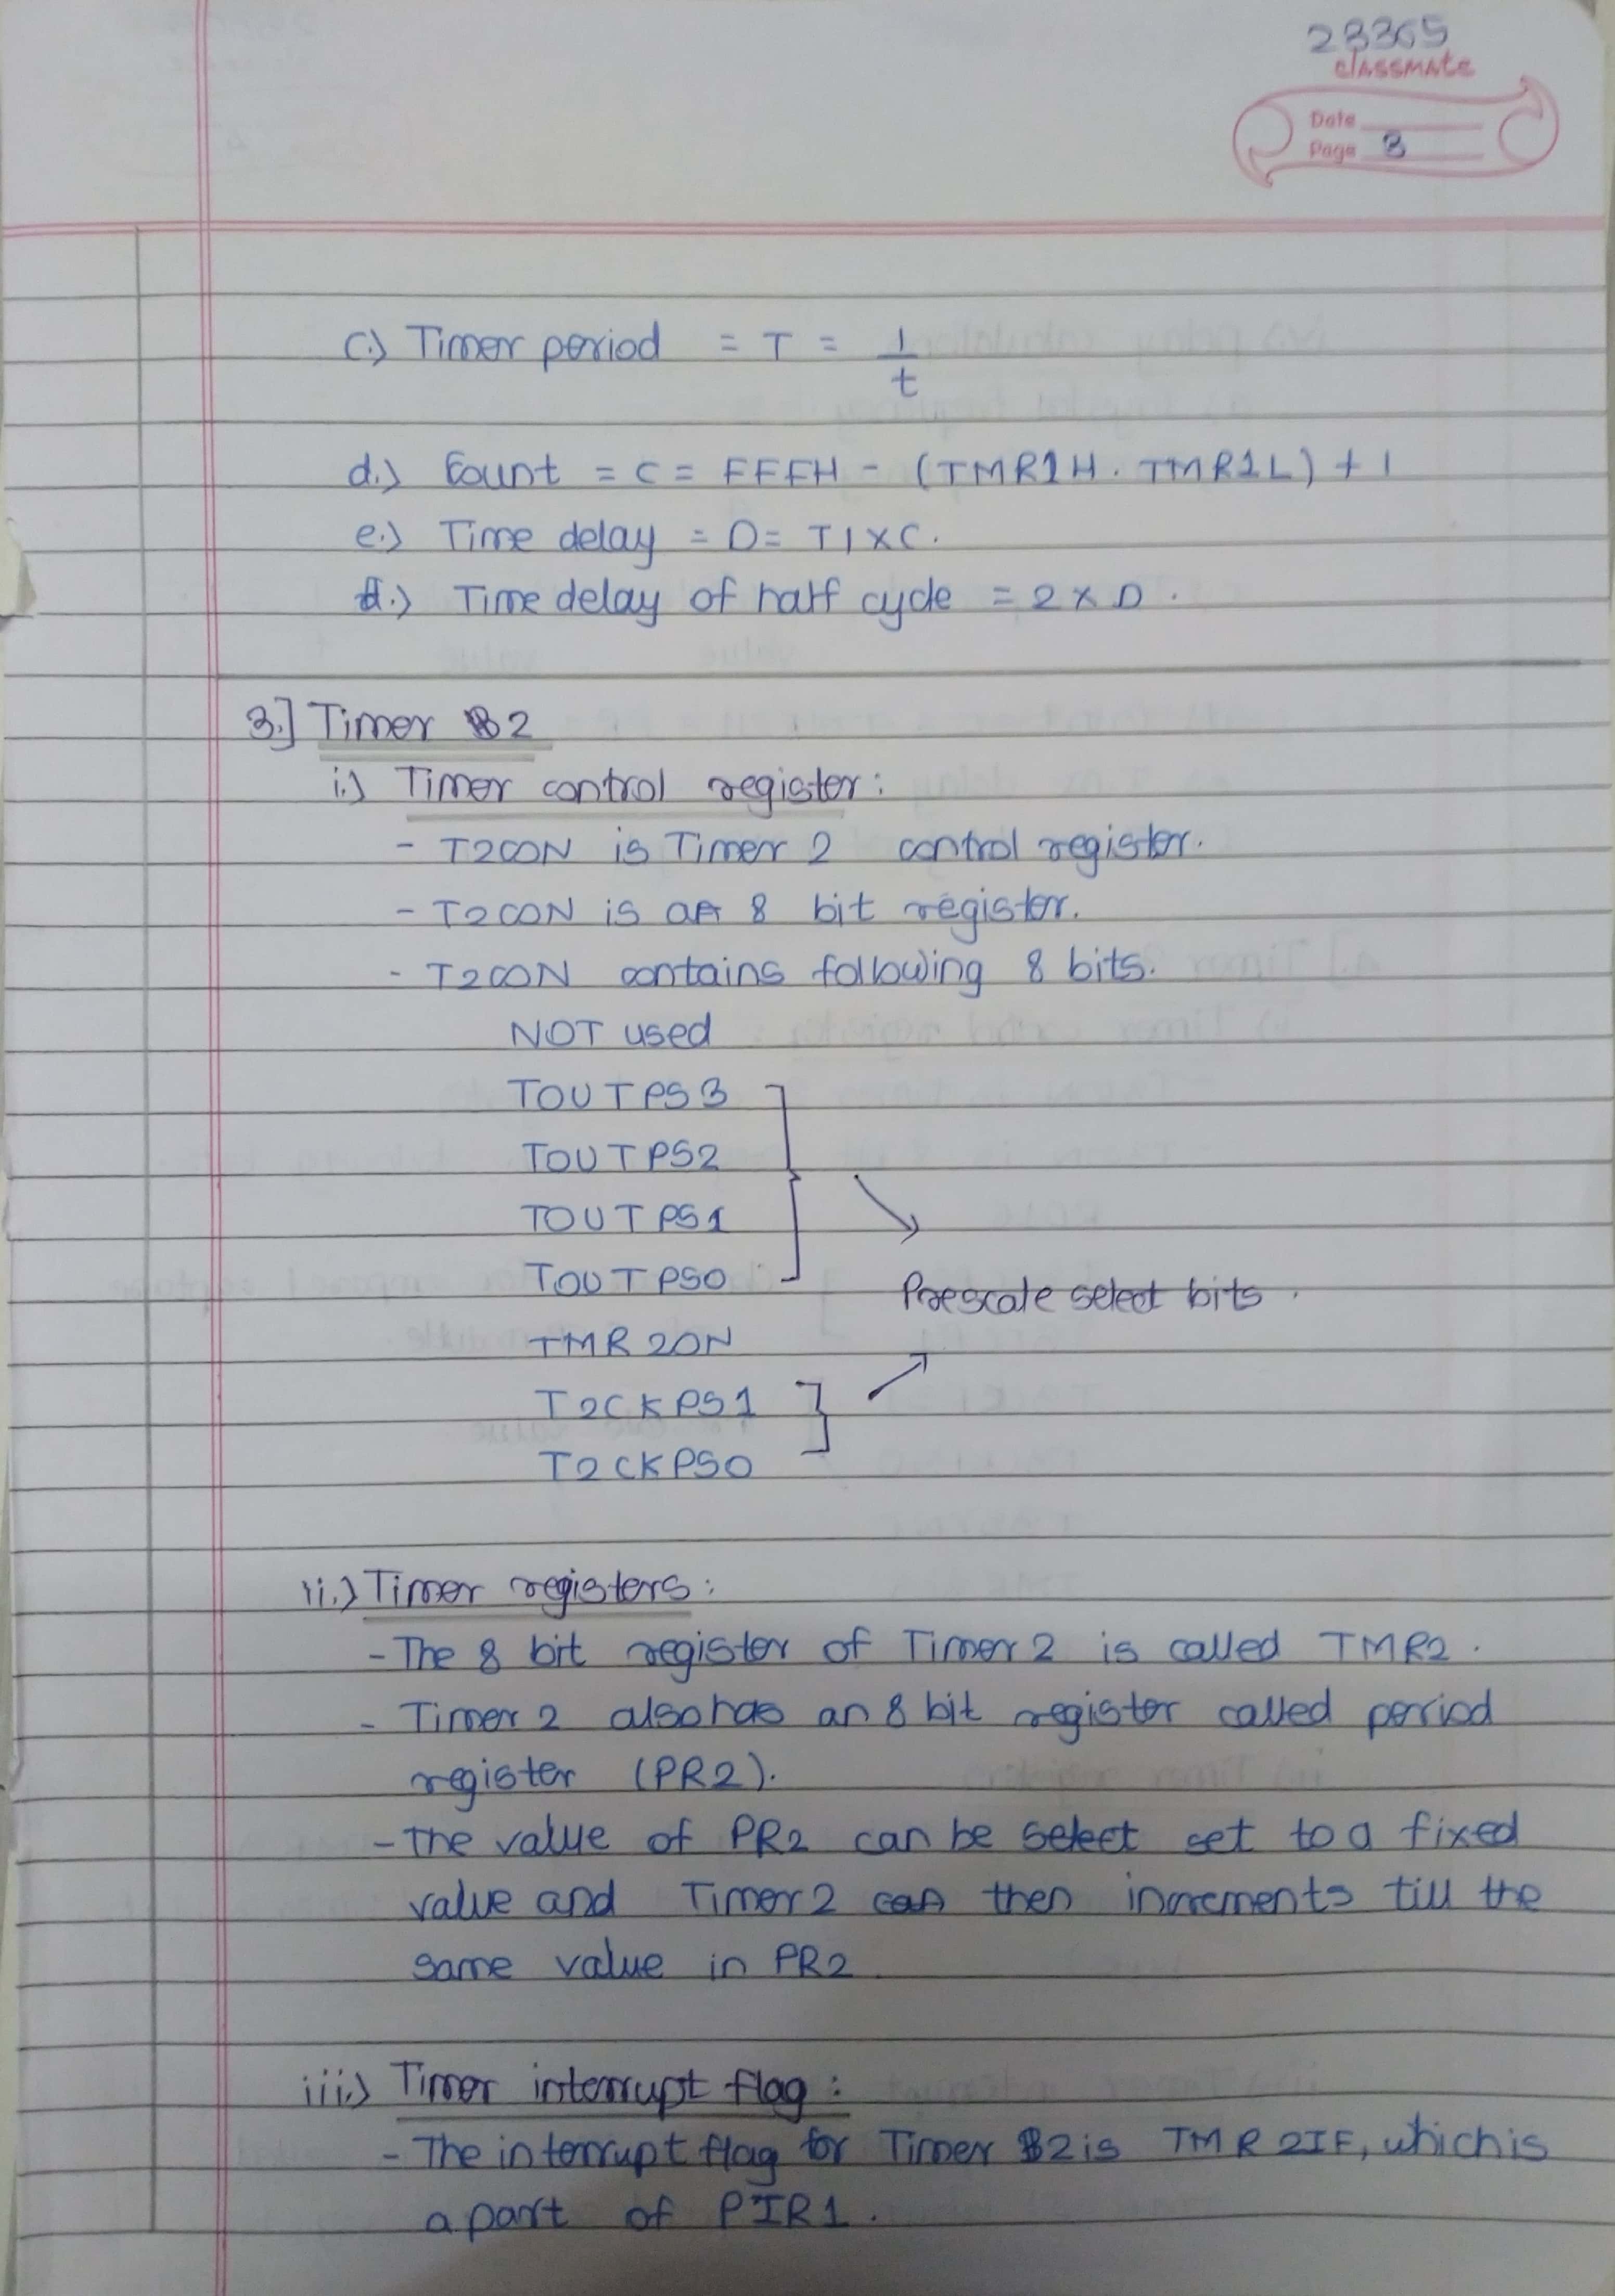 28365
classmate
Date
Page 3
c.) Timer period = T = 1/t
d.) Count = C = FFFH - (TMR1H. TMR1L) + 1
e.) Time delay = D = T1 x C.
f.) Time delay of half cycle = 2 x D.
3.] Timer 2
i.) Timer control register:
- T2CON is Timer 2 control register.
- T2CON is a 8 bit register.
- T2CON contains following 8 bits.
NOT used
TOUTPS3
TOUTPS2
TOUTPS1
TOUTPS0
Prescale select bits.
TMR2ON
T2CKPS1
T2CKPS0
ii.) Timer registers:
- The 8 bit register of Timer 2 is called TMR2.
- Timer 2 also has an 8 bit register called period
register (PR2).
- The value of PR2 can be select set to a fixed
value and Timer 2 can then increments till the
same value in PR2
iii.) Timer interrupt flag:
- The interrupt flag for Timer 2 is TMR2IF, which is
a part of PIR1.